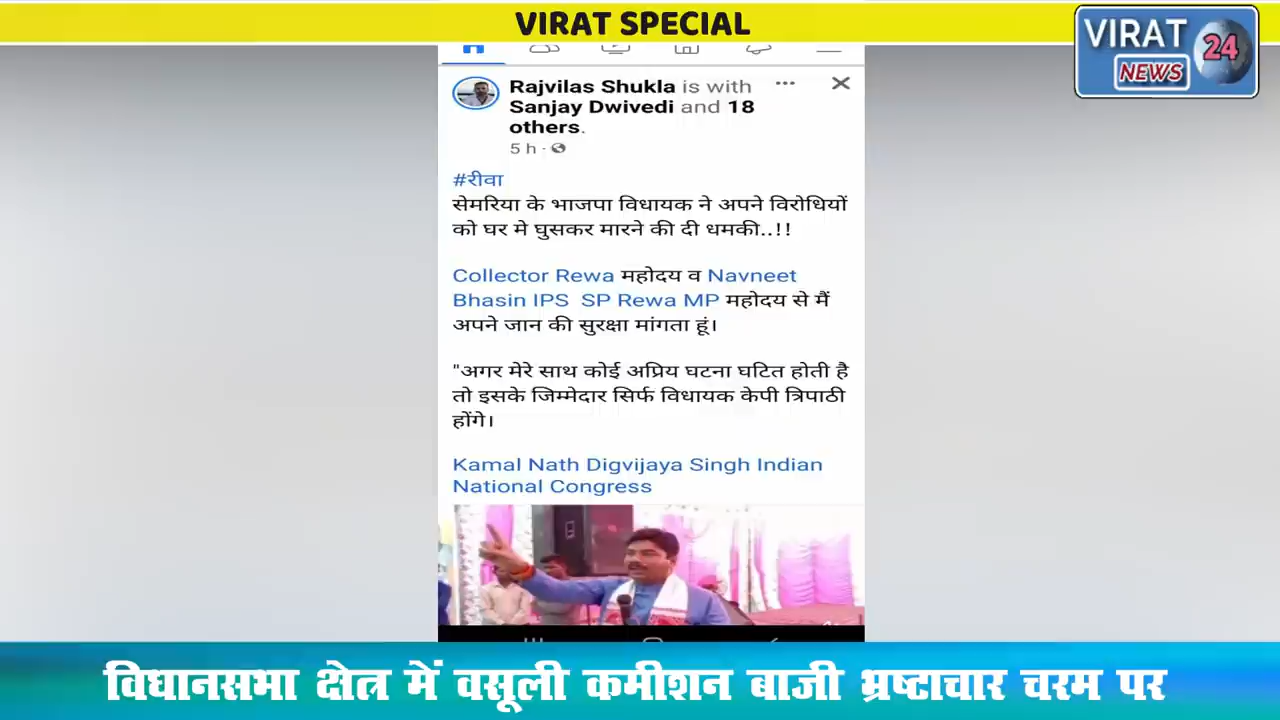 VIRAT SPECIAL
VIRAT
24
NEWS
Rajvilas Shukla is with
Sanjay Dwivedi and 18
others.
5 h ·
#रीवा
सेमरिया के भाजपा विधायक ने अपने विरोधियों
को घर मे घुसकर मारने की दी धमकी..!!
Collector Rewa महोदय व Navneet
Bhasin IPS SP Rewa MP महोदय से मैं
अपने जान की सुरक्षा मांगता हूं।
"अगर मेरे साथ कोई अप्रिय घटना घटित होती है
तो इसके जिम्मेदार सिर्फ विधायक केपी त्रिपाठी
होंगे।
Kamal Nath Digvijaya Singh Indian
National Congress
विधानसभा क्षेत्र में वसूली कमीशन बाजी भ्रष्टाचार चरम पर